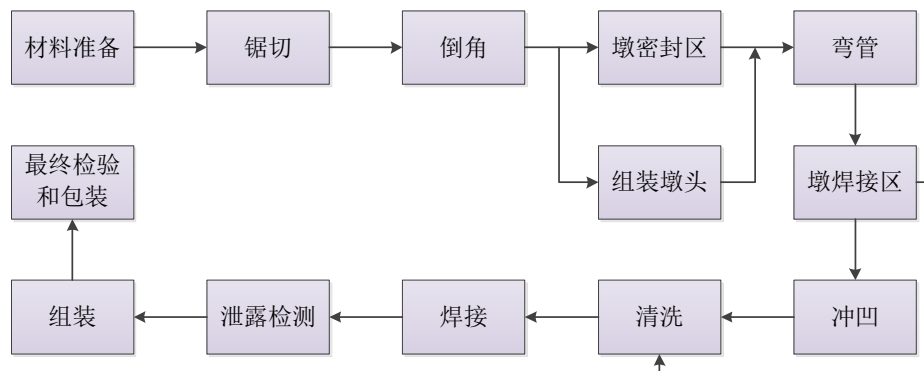 材料准备
锯切
倒角
墩密封区
弯管
最终检验
和包装
组装墩头
墩焊接区
组装
泄露检测
焊接
清洗
冲凹